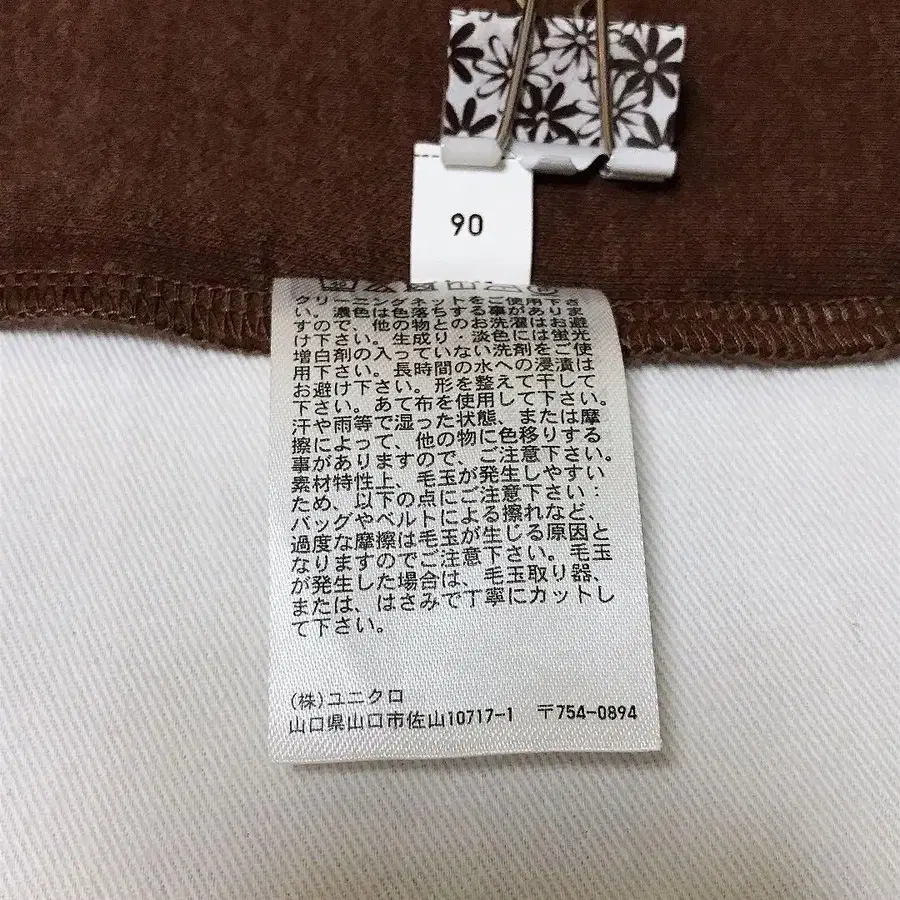 90
クリーニングネットをご使用下さ
い。濃色は色落ちする事がありま
すので、他の物とのお洗濯はお避
け下さい。生成り・淡色には蛍光
増白剤の入っていない洗剤をご使
用下さい。長時間の水への浸漬は
お避け下さい。形を整えて干して
下さい。あて布を使用して下さい。
汗や雨等で湿った状態、または摩
擦によって、他の物に色移りする
事がありますので、ご注意下さい。
素材特性上、毛玉が発生しやすい
ため、以下の点にご注意下さい：
バッグやベルトによる擦れなど、
過度な摩擦は毛玉が生じる原因と
なりますのでご注意下さい。毛玉
が発生した場合は、毛玉取り器、
または、はさみで丁寧にカットし
て下さい。
(株)ユニクロ
山口県山口市佐山10717-1 〒754-0894